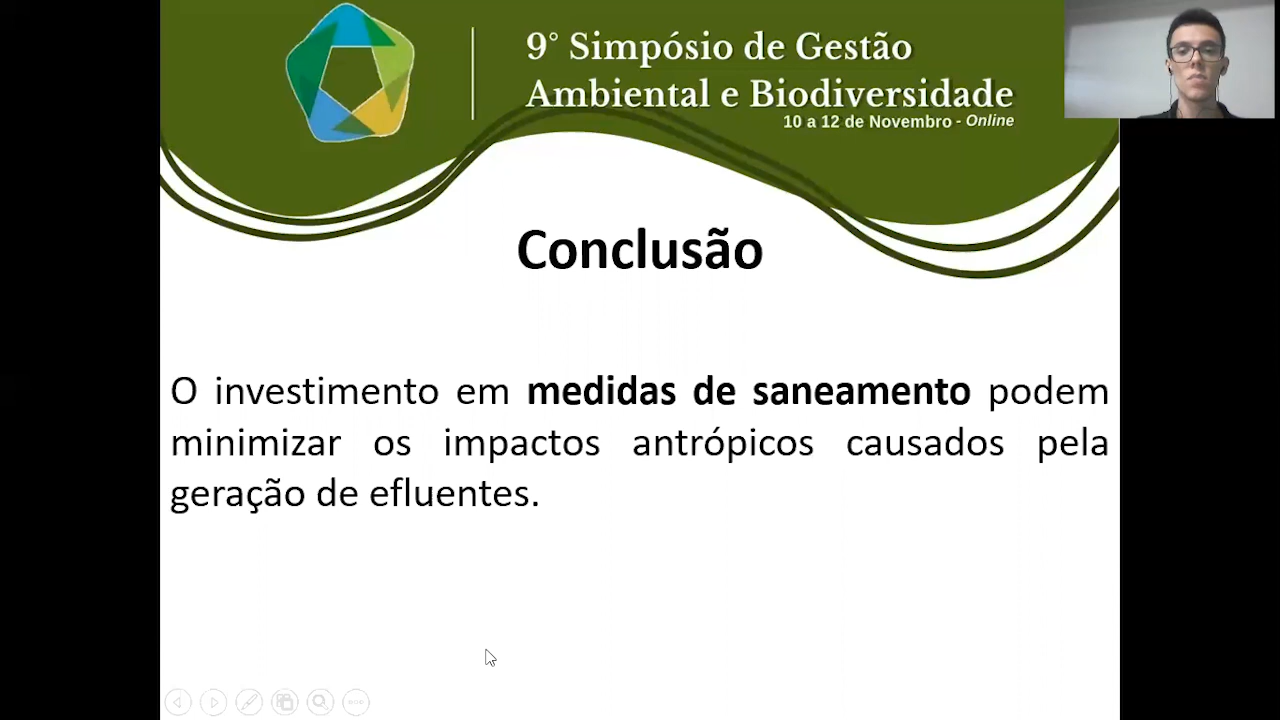 9° Simpósio de Gestão
Ambiental e Biodiversidade
10 a 12 de Novembro - Online
Conclusão
O investimento em medidas de saneamento podem
minimizar os impactos antrópicos causados pela
geração de efluentes.